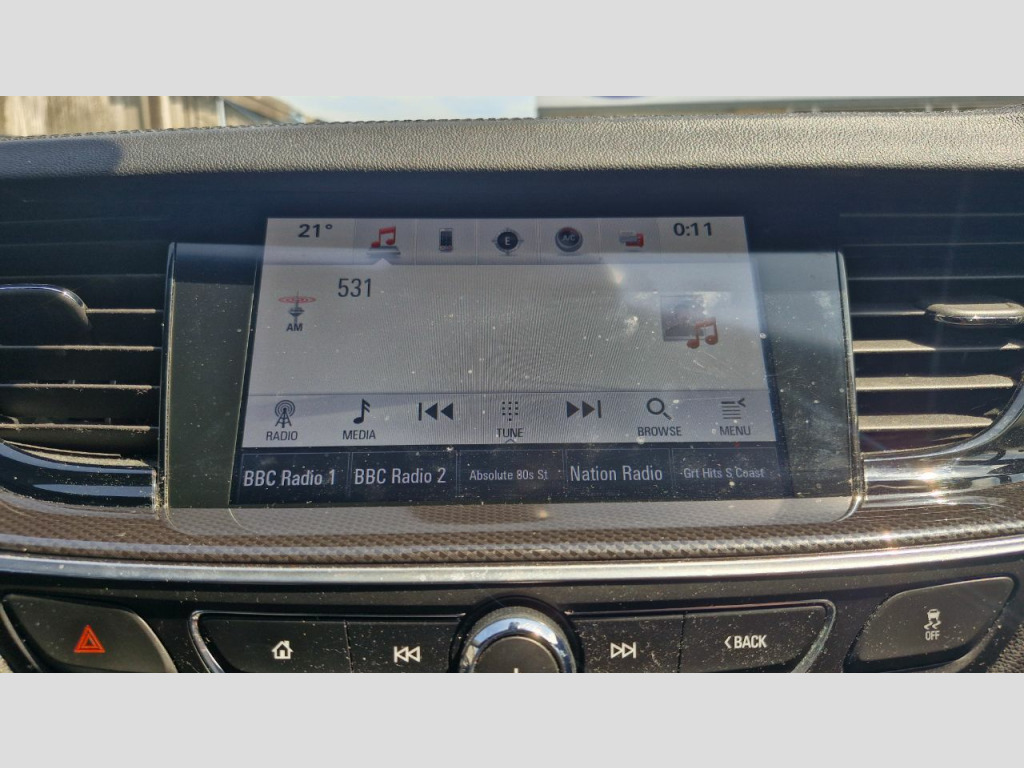 21° E A/C 0:11
531
AM
RADIO MEDIA TUNE BROWSE MENU
BBC Radio 1 BBC Radio 2 Absolute 80s St Nation Radio Grt Hits S Coast
BACK OFF